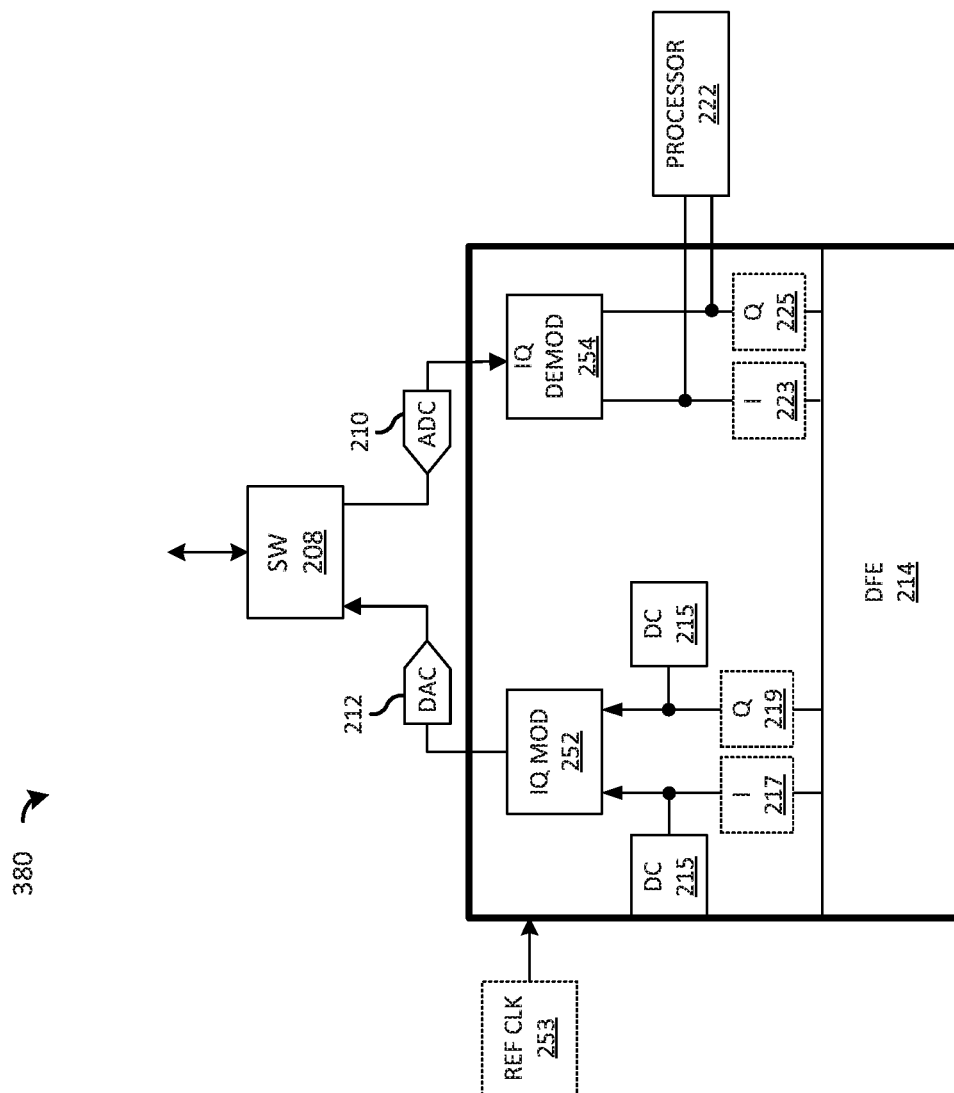 380
SW
208
212
DAC
210
ADC
REF CLK
253
IQ MOD
252
IQ
DEMOD
254
PROCESSOR
222
DC
215
DC
215
I
217
Q
219
I
223
Q
225
DFE
214